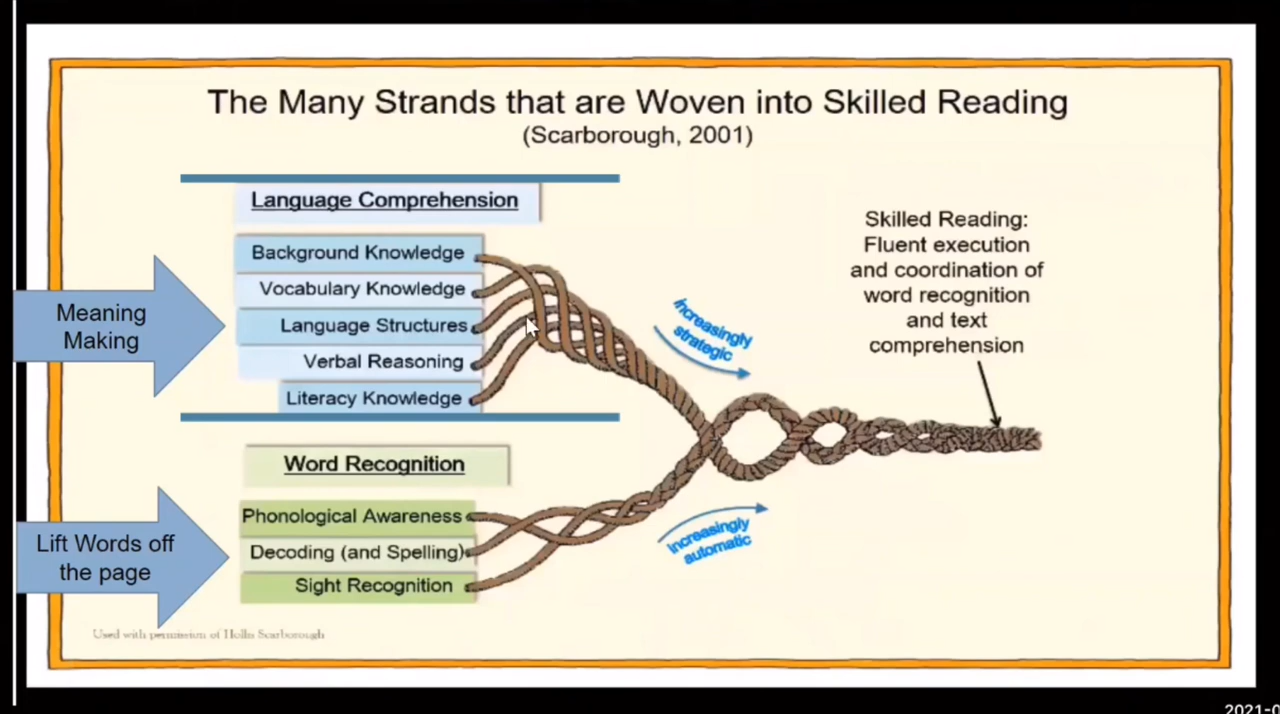 The Many Strands that are Woven into Skilled Reading
(Scarborough, 2001)
Language Comprehension
Background Knowledge
Vocabulary Knowledge
Language Structures
Verbal Reasoning
Literacy Knowledge
Meaning
Making
Word Recognition
Phonological Awareness
Decoding (and Spelling)
Sight Recognition
Lift Words off
the page
increasingly
strategic
increasingly
automatic
Skilled Reading:
Fluent execution
and coordination of
word recognition
and text
comprehension
Used with permission of Hollis Scarborough
2021-0